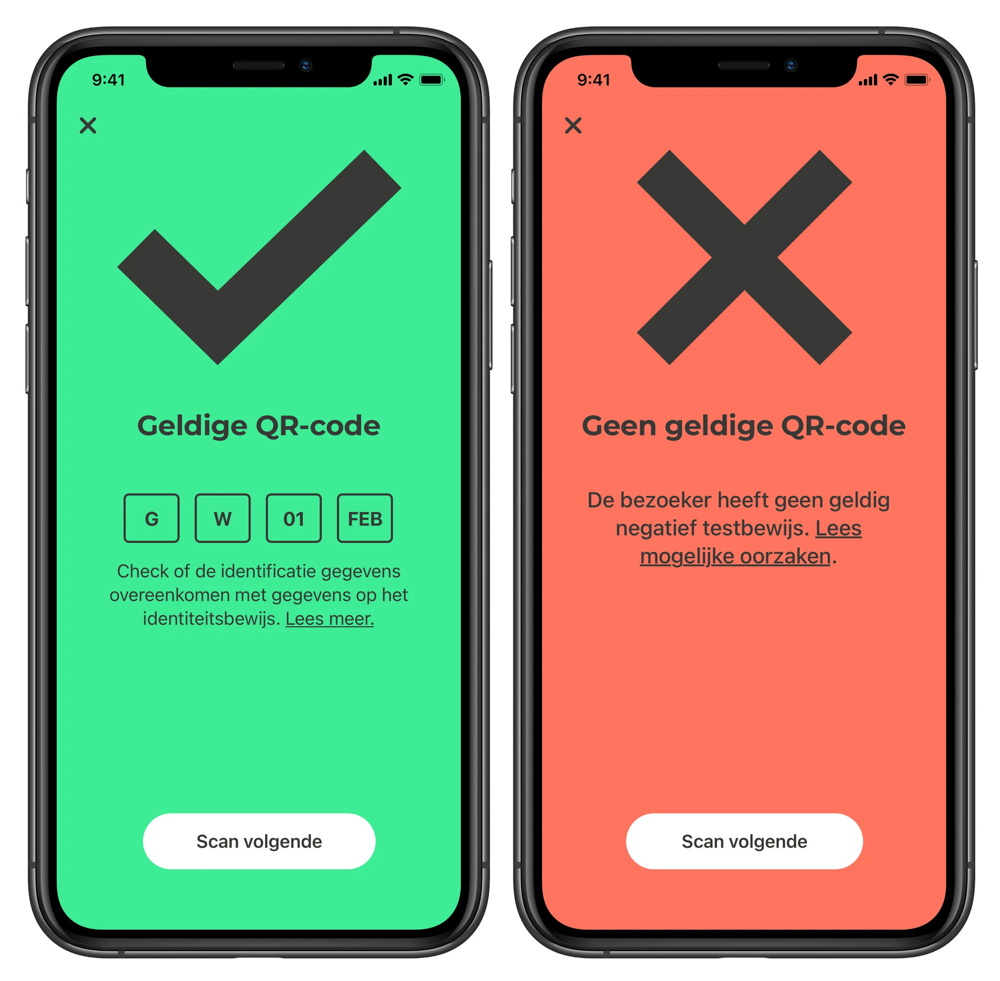 9:41
Geldige QR-code
G W 01 FEB
Check of de identificatie gegevens
overeenkomen met gegevens op het
identiteitsbewijs. Lees meer.
Scan volgende
9:41
Geen geldige QR-code
De bezoeker heeft geen geldig
negatief testbewijs. Lees
mogelijke oorzaken.
Scan volgende